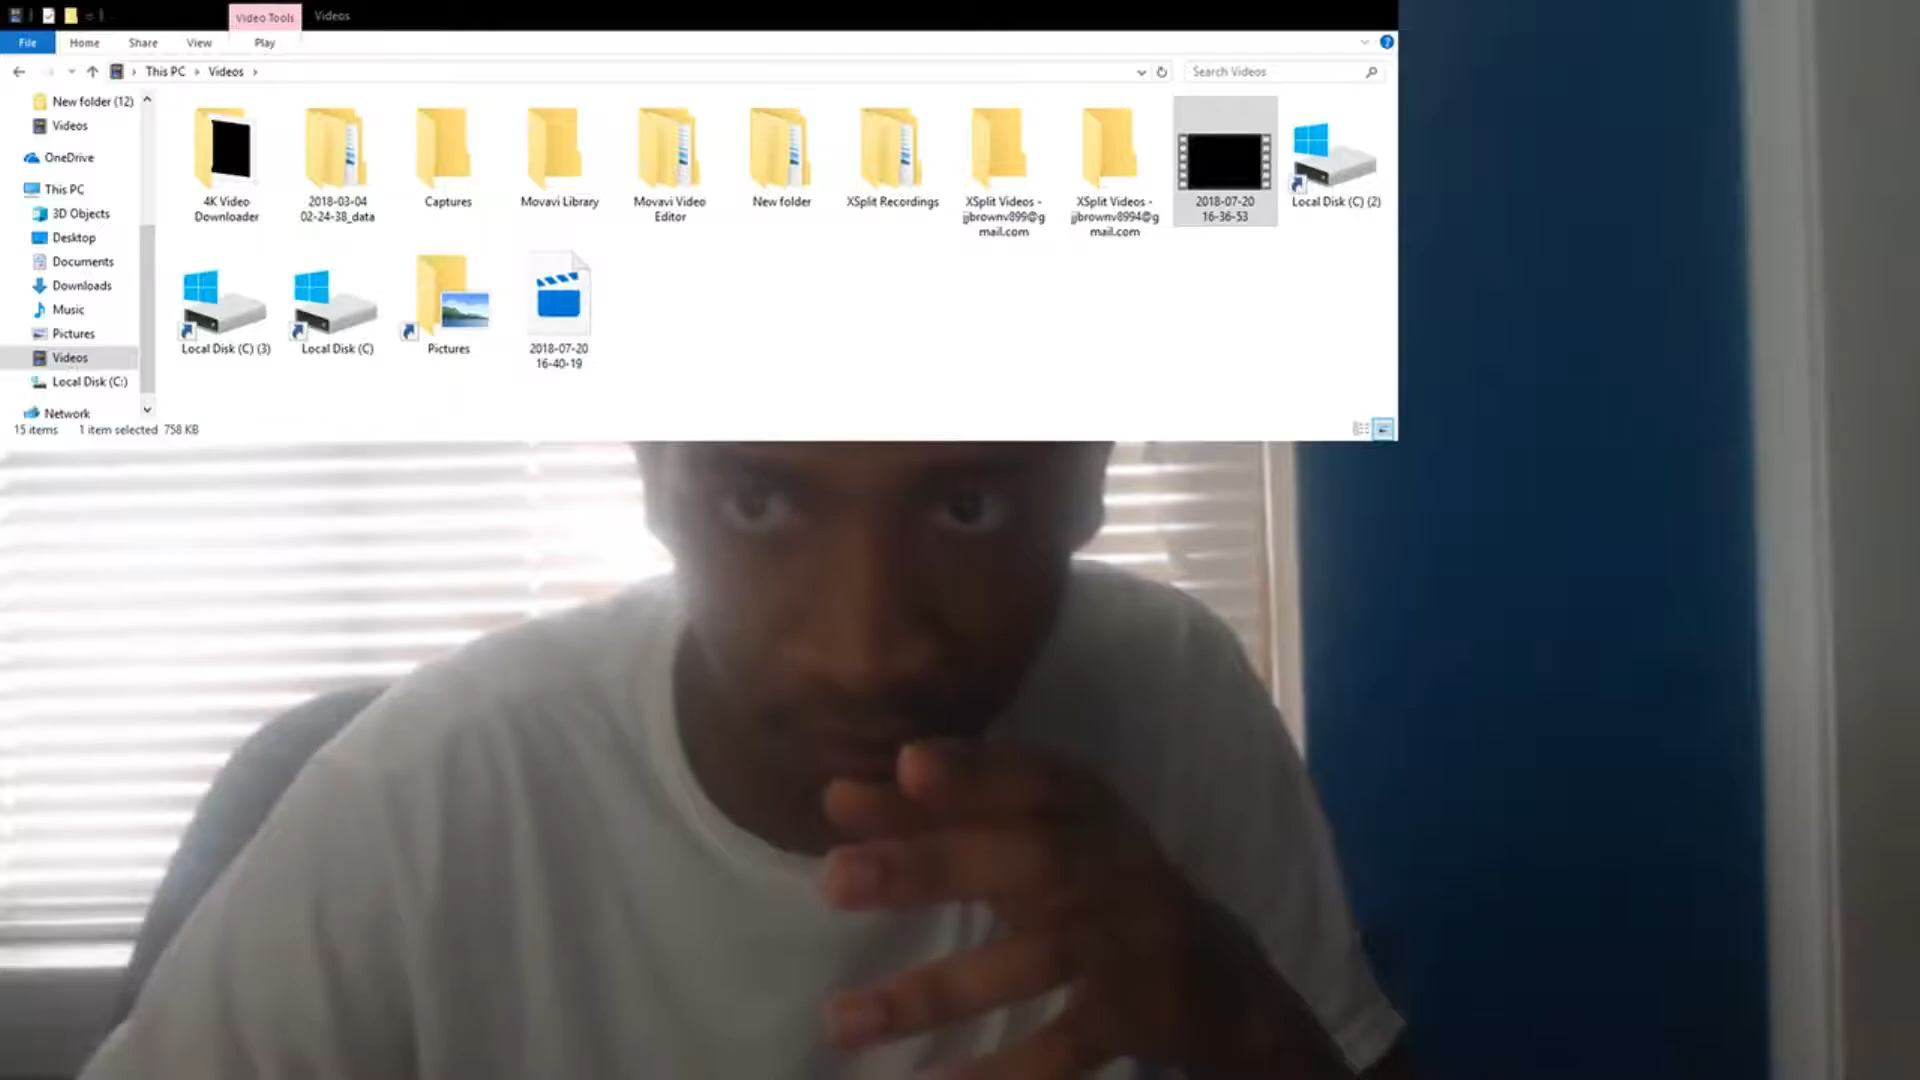 Video Tools
Videos
File
Home
Share
View
Play
This PC
Videos
Search Videos
New folder (12)
Videos
OneDrive
This PC
3D Objects
Desktop
Documents
Downloads
Music
Pictures
Videos
Local Disk (C:)
Network
4K Video
Downloader
2018-03-04
02-24-38_data
Captures
Movavi Library
Movavi Video
Editor
New folder
XSplit Recordings
XSplit Videos -
jjbrownv899@g
mail.com
XSplit Videos -
jjbrownv8994@g
mail.com
2018-07-20
16-36-53
Local Disk (C) (2)
Local Disk (C) (3)
Local Disk (C)
Pictures
2018-07-20
16-40-19
15 items
1 item selected 758 KB